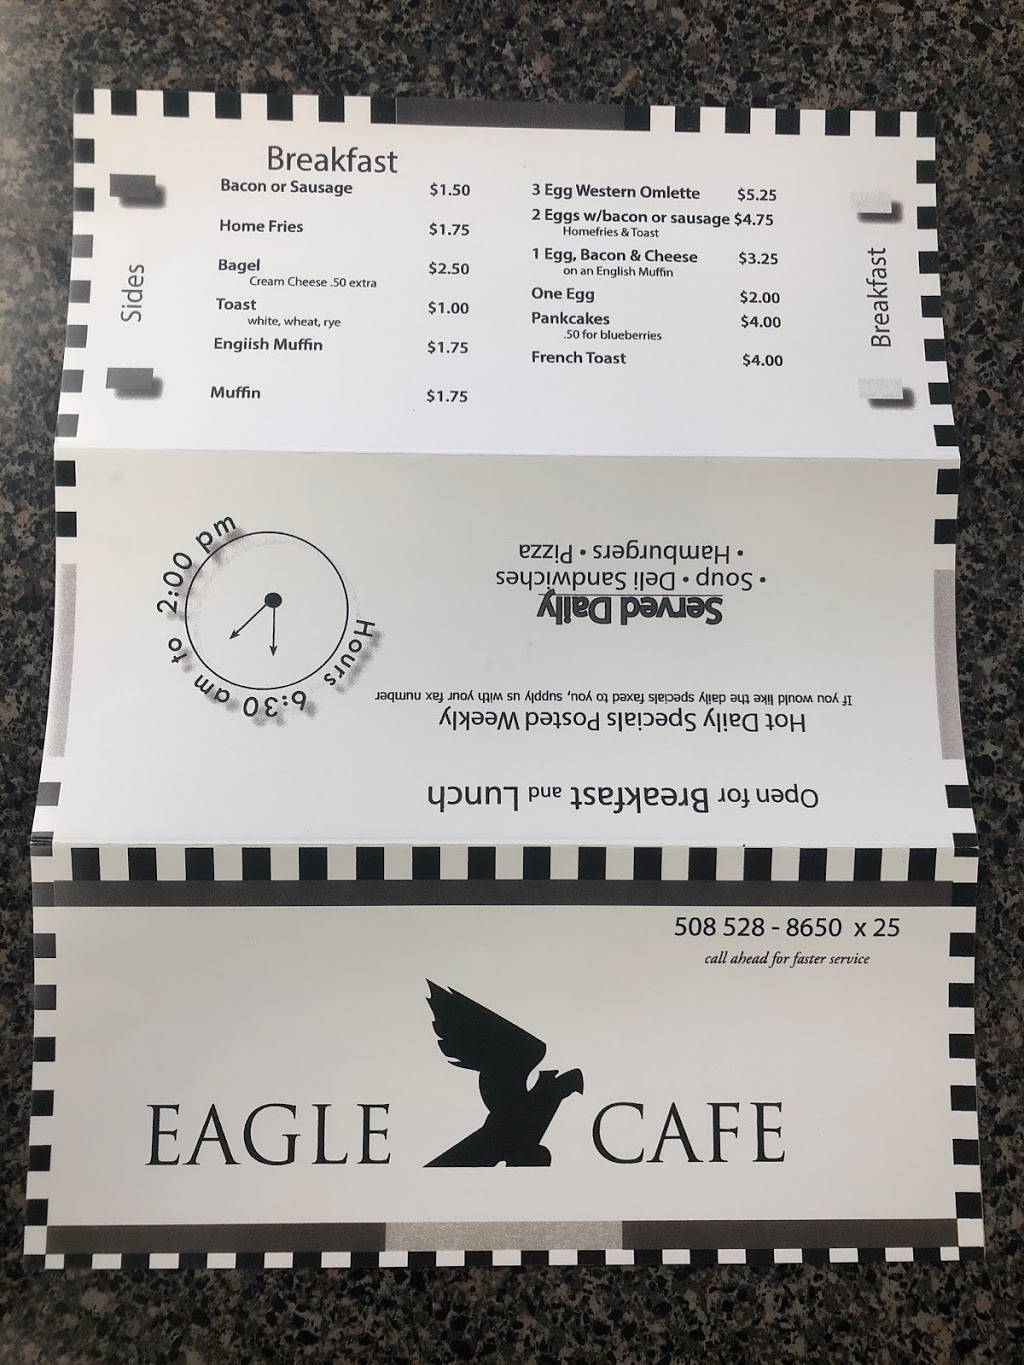 Breakfast
Sides
Bacon or Sausage $1.50
Home Fries $1.75
Bagel $2.50
Cream Cheese .50 extra
Toast $1.00
white, wheat, rye
Engiish Muffin $1.75
Muffin $1.75
3 Egg Western Omlette $5.25
2 Eggs w/bacon or sausage $4.75
Homefries & Toast
1 Egg, Bacon & Cheese $3.25
on an English Muffin
One Egg $2.00
Pankcakes $4.00
.50 for blueberries
French Toast $4.00
Breakfast
Open for Breakfast and Lunch
Hot Daily Specials Posted Weekly
If you would like the daily specials faxed to you, supply us with your fax number
Served Daily
• Soup • Deli Sandwiches
• Hamburgers • Pizza
Hours 6:30 am to 2:00 pm
508 528 - 8650 x 25
call ahead for faster service
EAGLE CAFE